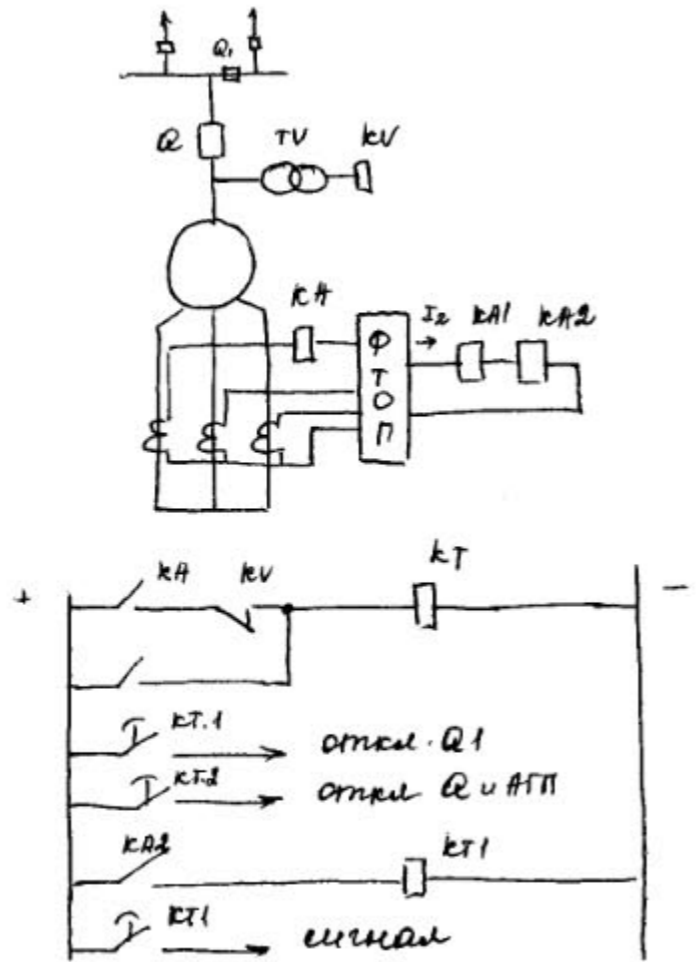 Q1
Q TV KV
KA
I2 KA1 KA2
Ф
Т
О
П
KA KV KT
+ −
KT.1 откл. Q1
KT.2 откл Q и АГП
KA2 KT1
KT1 сигнал